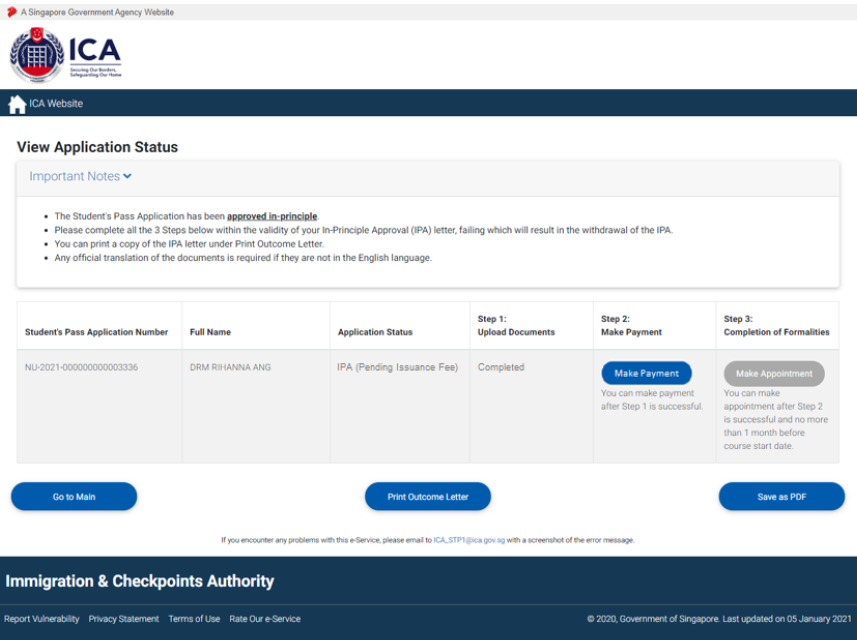 A Singapore Government Agency Website
ICA
Securing Our Borders,
Safeguarding Our Home
ICA Website
View Application Status
Important Notes
The Student's Pass Application has been approved in-principle.
Please complete all the 3 Steps below within the validity of your In-Principle Approval (IPA) letter, failing which will result in the withdrawal of the IPA.
You can print a copy of the IPA letter under Print Outcome Letter.
Any official translation of the documents is required if they are not in the English language.
Student's Pass Application Number
Full Name
Application Status
Step 1:
Upload Documents
Step 2:
Make Payment
Step 3:
Completion of Formalities
NU-2021-000000000003336
DRM RIHANNA ANG
IPA (Pending Issuance Fee)
Completed
Make Payment
You can make payment
after Step 1 is successful.
Make Appointment
You can make
appointment after Step 2
is successful and no more
than 1 month before
course start date.
Go to Main
Print Outcome Letter
Save as PDF
If you encounter any problems with this e-Service, please email to ICA_STP1@ica.gov.sg with a screenshot of the error message.
Immigration & Checkpoints Authority
Report Vulnerability Privacy Statement Terms of Use Rate Our e-Service
© 2020, Government of Singapore. Last updated on 05 January 2021